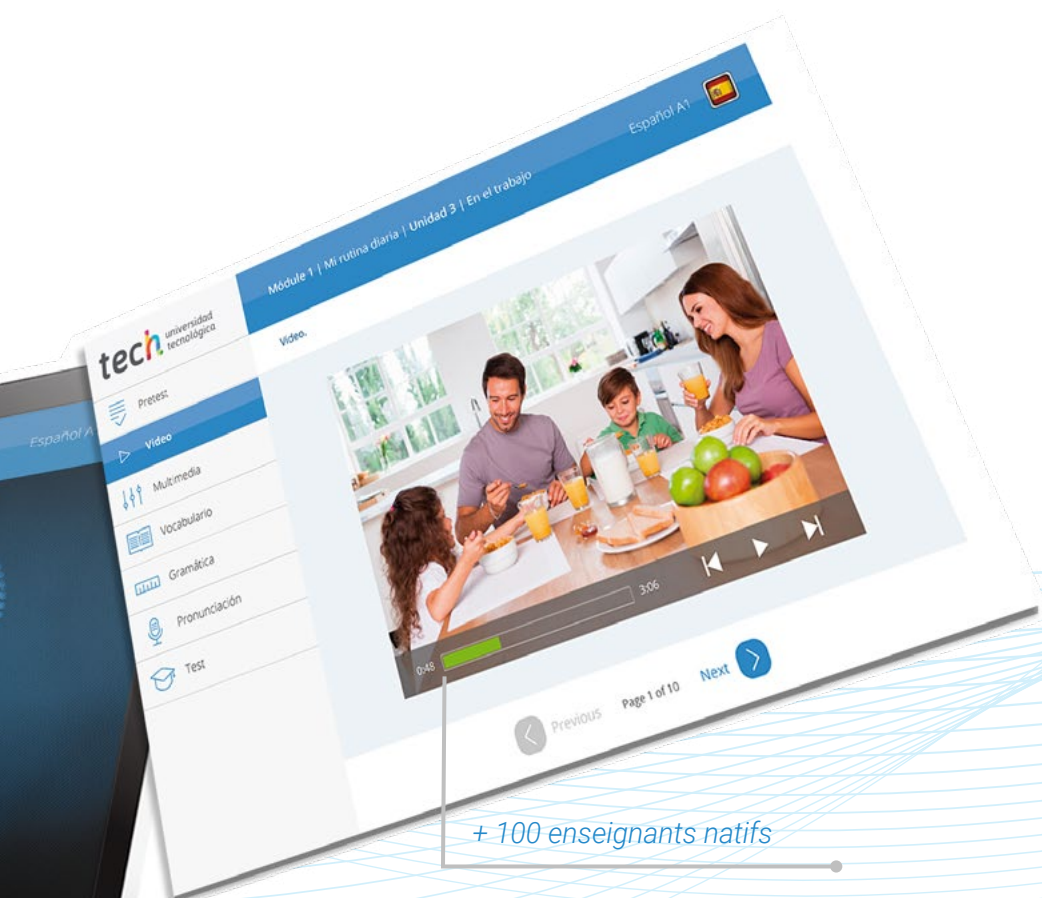 Español A1
Módule 1 | Mi rutina diaria | Unidad 3 | En el trabajo
tech universidad
tecnológica
Video.
Pretest
Video
Multimedia
Vocabulario
Gramática
Pronunciación
Test
0:48
3:06
Previous
Page 1 of 10
Next
Español A
+ 100 enseignants natifs